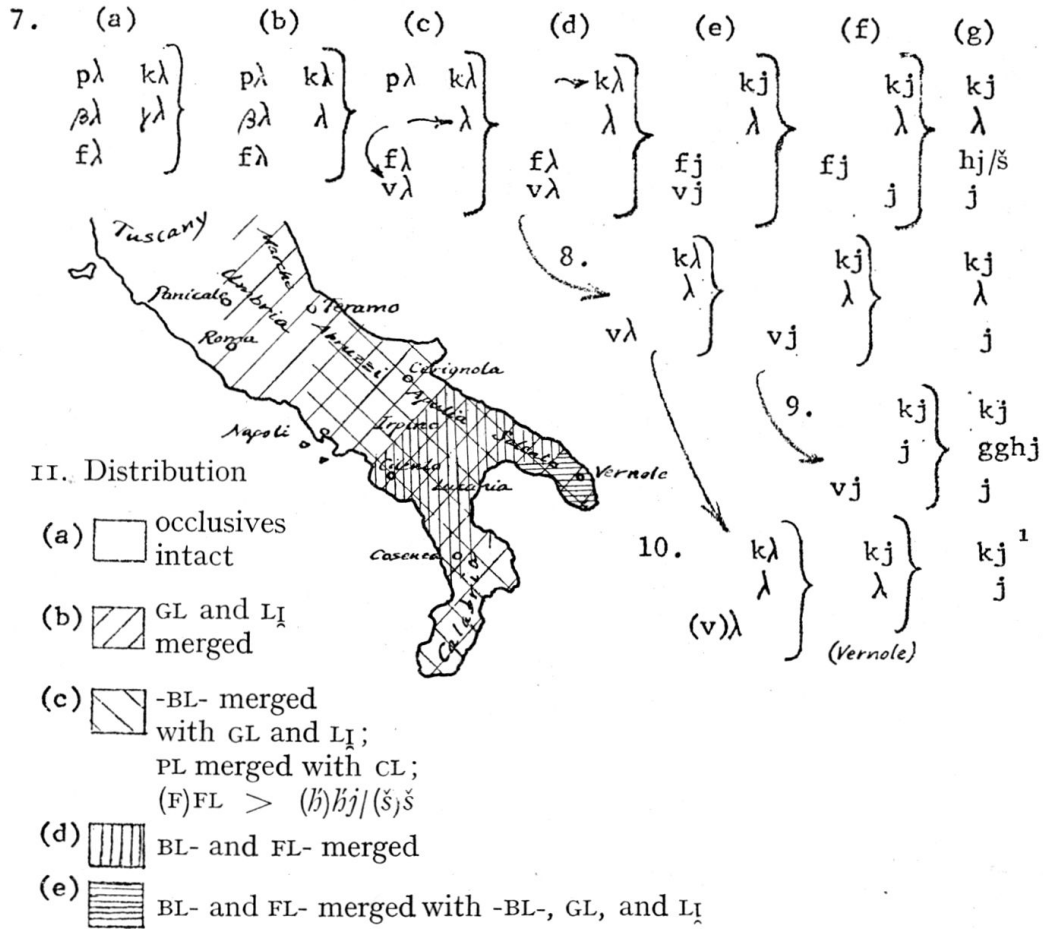 7. (a) (b) (c) (d) (e) (f) (g)
pλ kλ pλ kλ pλ kλ kλ kj kj kj
βλ γλ βλ λ λ λ λ λ λ
fλ fλ fλ fλ fj fj hj/š
vλ vλ vj j j
8. kλ kj kj
λ λ λ
vλ vj j
9. kj kj
j gghj
vj j
10. kλ kj kj ¹
λ λ j
(v)λ
(Vernole)
Tuscany
Marche
Umbria
Panicale
Teramo
Roma
Abruzzi
Cerignola
Apulia
Irpino
Napoli
Cilento
Lucania
Vernole
Cosenza
Calabria
11. Distribution
(a) occlusives
intact
(b) GL and LI̯
merged
(c) -BL- merged
with GL and LI̯;
PL merged with CL;
(F)FL > (h́)h́j/(š)š
(d) BL- and FL- merged
(e) BL- and FL- merged with -BL-, GL, and LI̯